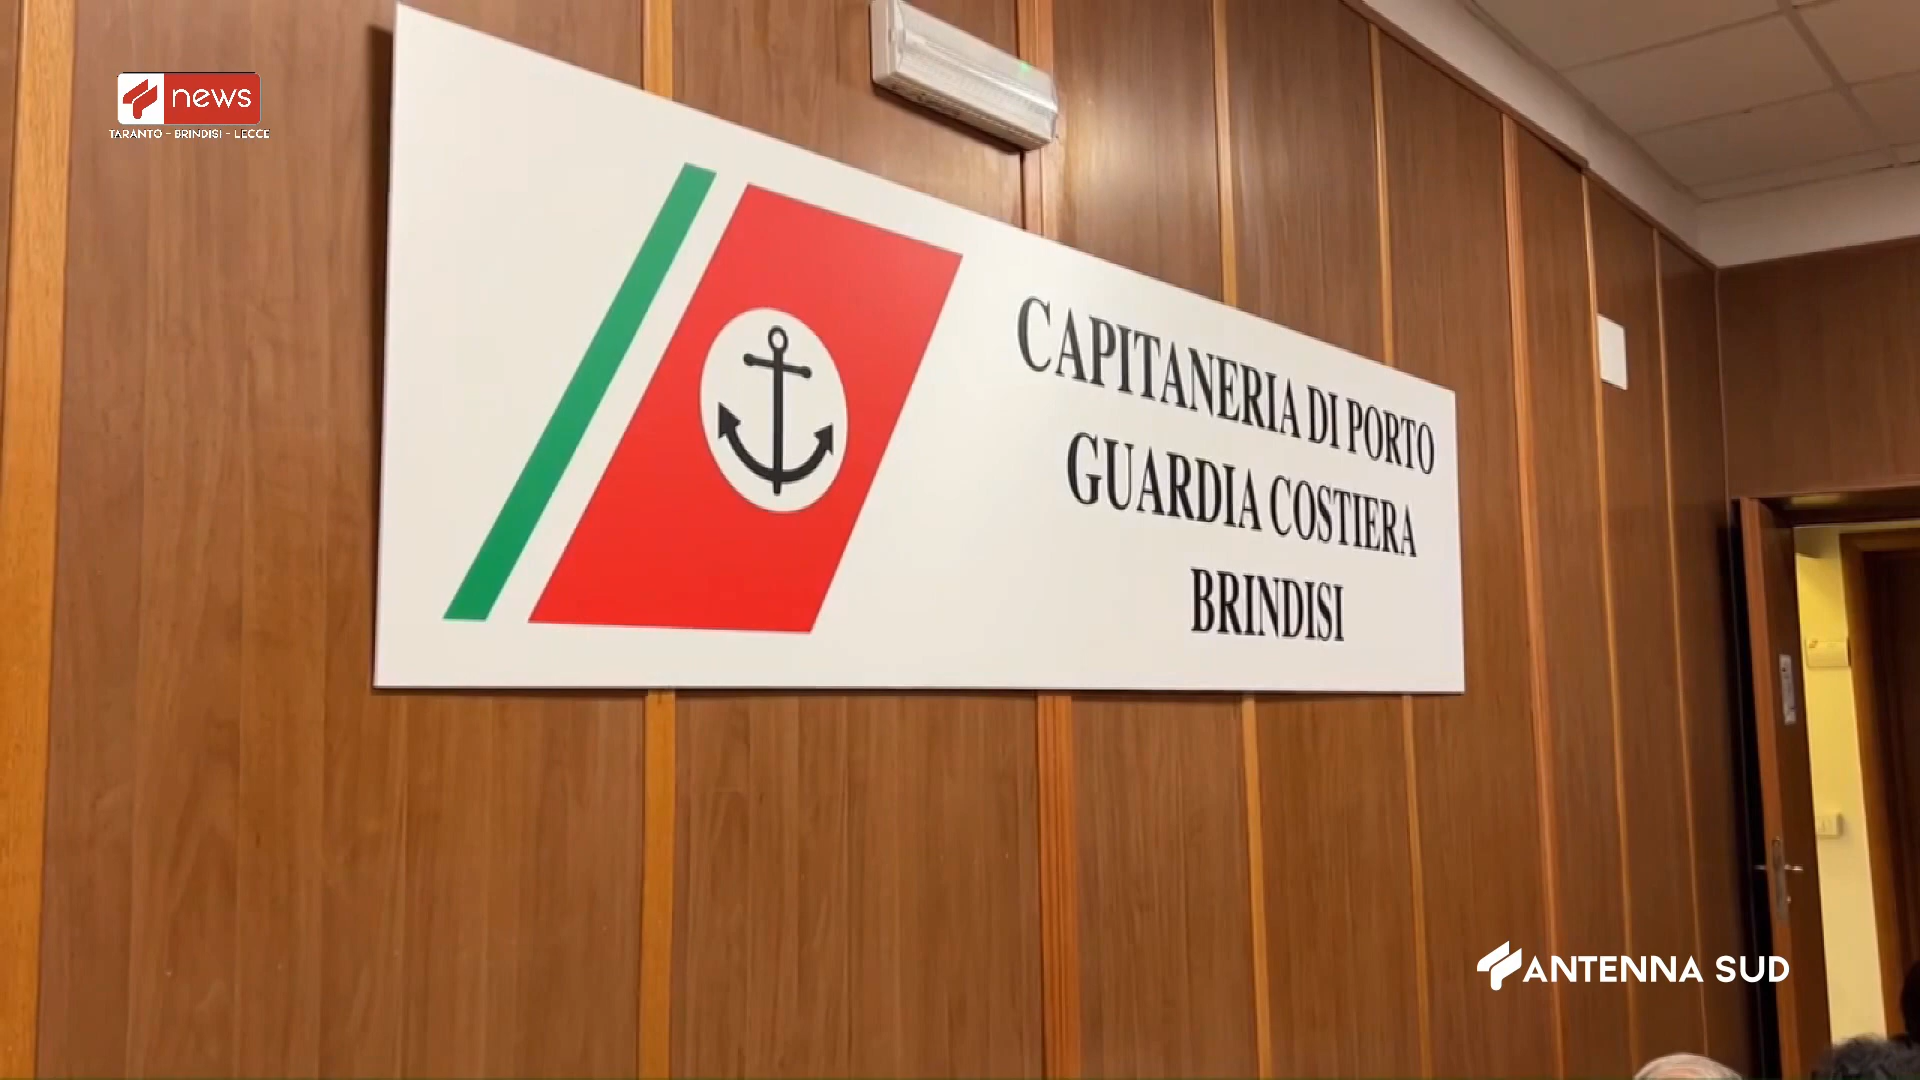 news
TARANTO - BRINDISI - LECCE
CAPITANERIA DI PORTO
GUARDIA COSTIERA
BRINDISI
ANTENNA SUD